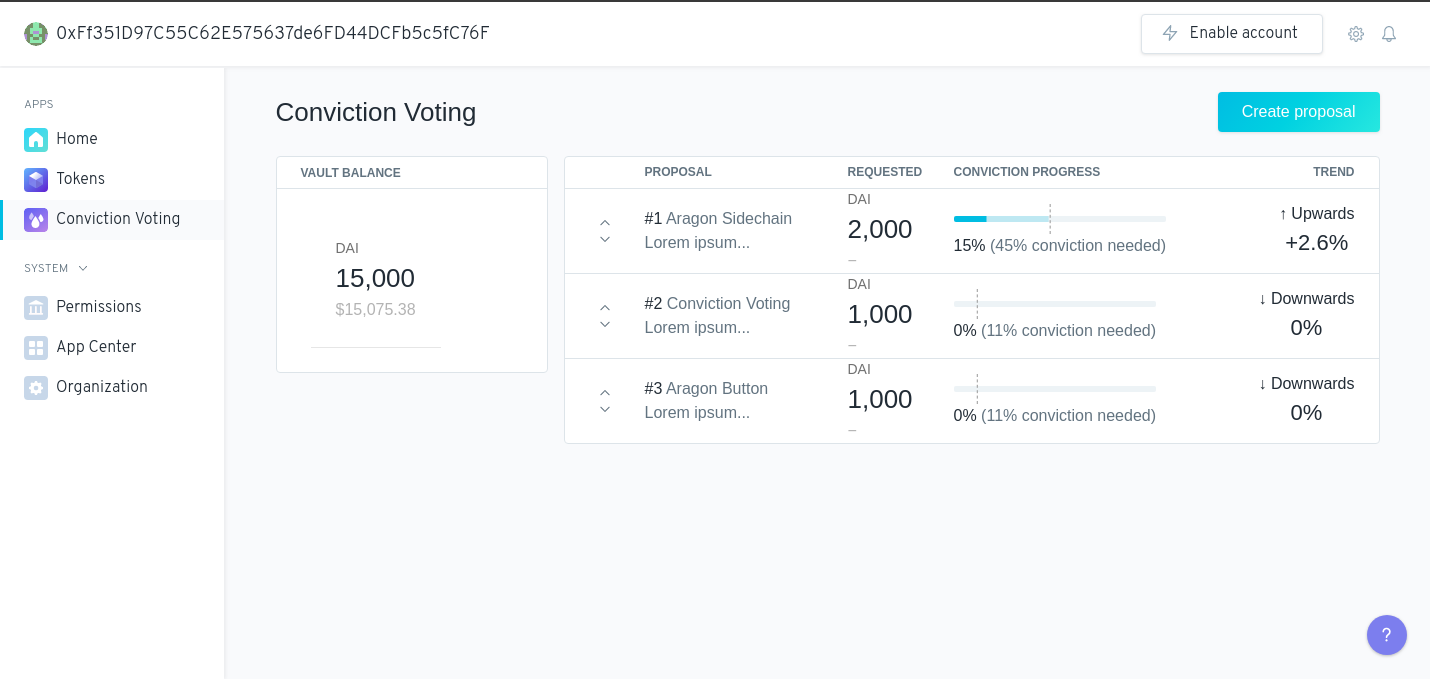 0xFf351D97C55C62E575637de6FD44DCFb5c5fC76F
Enable account
APPS
Home
Tokens
Conviction Voting
SYSTEM
Permissions
App Center
Organization
Conviction Voting
Create proposal
VAULT BALANCE
DAI
15,000
$15,075.38
PROPOSAL REQUESTED CONVICTION PROGRESS TREND
#1 Aragon Sidechain
Lorem ipsum...
DAI
2,000
–
15% (45% conviction needed)
↑ Upwards
+2.6%
#2 Conviction Voting
Lorem ipsum...
DAI
1,000
–
0% (11% conviction needed)
↓ Downwards
0%
#3 Aragon Button
Lorem ipsum...
DAI
1,000
–
0% (11% conviction needed)
↓ Downwards
0%
?